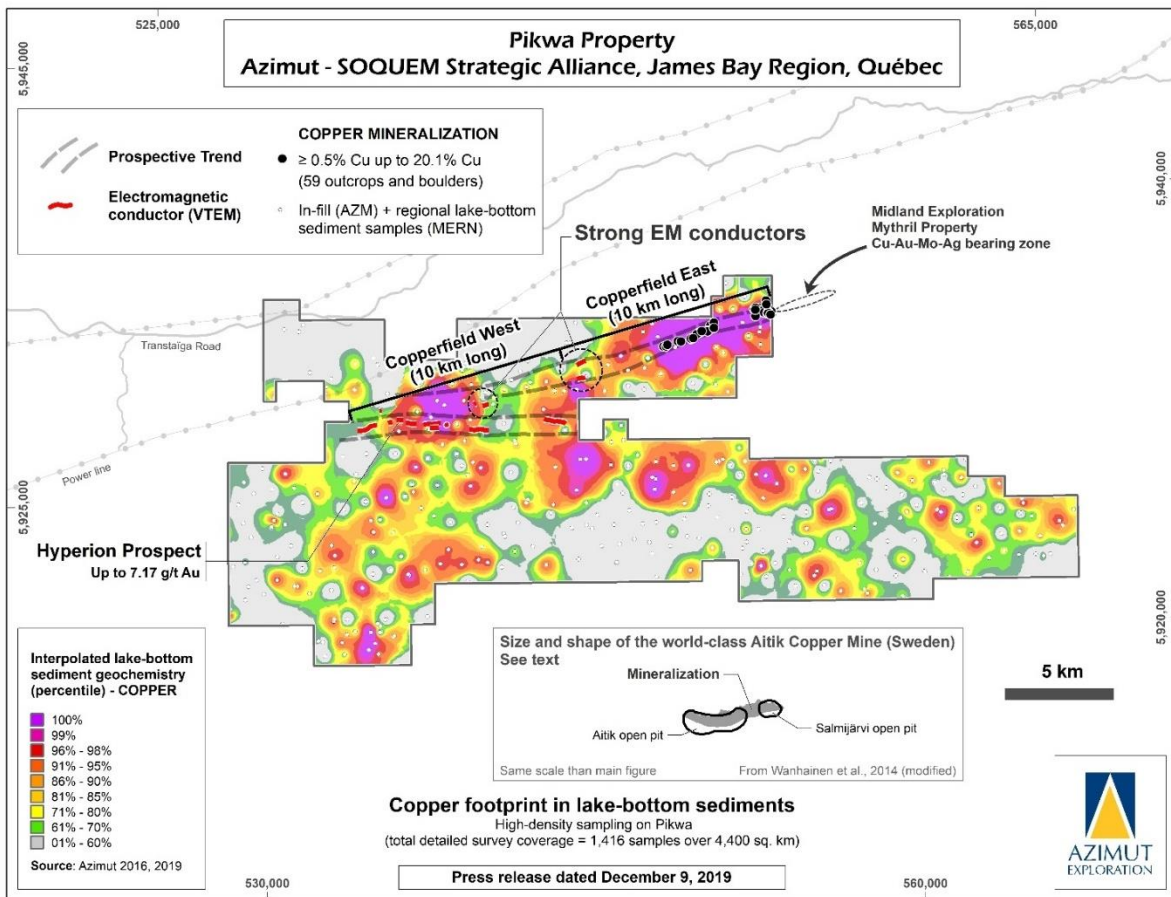 525,000
565,000
5,945,000
5,940,000
Pikwa Property
Azimut - SOQUEM Strategic Alliance, James Bay Region, Québec
Prospective Trend
Electromagnetic
conductor (VTEM)
COPPER MINERALIZATION
≥ 0.5% Cu up to 20.1% Cu
(59 outcrops and boulders)
In-fill (AZM) + regional lake-bottom
sediment samples (MERN)
Midland Exploration
Mythril Property
Cu-Au-Mo-Ag bearing zone
Strong EM conductors
Copperfield East
(10 km long)
Copperfield West
(10 km long)
Transtaïga Road
Power line
5,925,000
5,920,000
Hyperion Prospect
Up to 7.17 g/t Au
Interpolated lake-bottom
sediment geochemistry
(percentile) - COPPER
100%
99%
96% - 98%
91% - 95%
86% - 90%
81% - 85%
71% - 80%
61% - 70%
01% - 60%
Source: Azimut 2016, 2019
Size and shape of the world-class Aitik Copper Mine (Sweden)
See text
Mineralization
Aitik open pit
Salmijärvi open pit
Same scale than main figure
From Wanhainen et al., 2014 (modified)
5 km
Copper footprint in lake-bottom sediments
High-density sampling on Pikwa
(total detailed survey coverage = 1,416 samples over 4,400 sq. km)
Press release dated December 9, 2019
AZIMUT
EXPLORATION
530,000
560,000